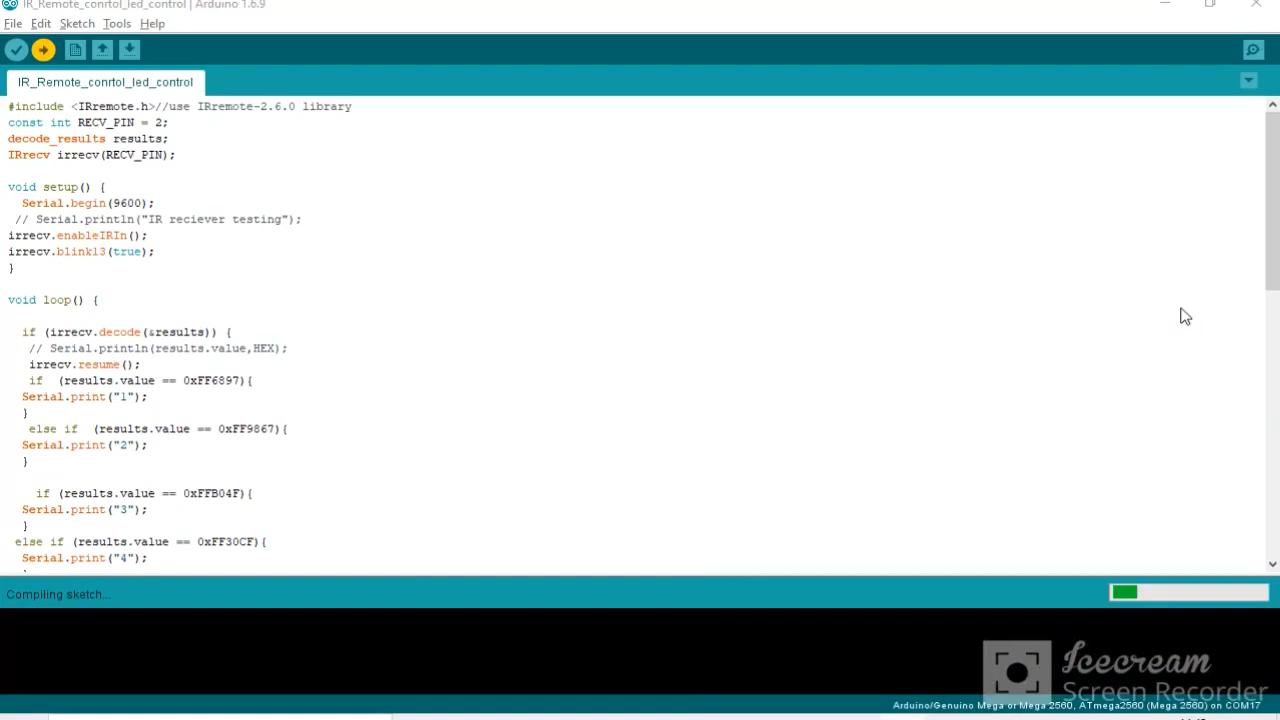 IR_Remote_conrtol_led_control | Arduino 1.6.9
File Edit Sketch Tools Help
IR_Remote_conrtol_led_control
#include <IRremote.h>//use IRremote-2.6.0 library
const int RECV_PIN = 2;
decode_results results;
IRrecv irrecv(RECV_PIN);
void setup() {
Serial.begin(9600);
// Serial.println("IR reciever testing");
irrecv.enableIRIn();
irrecv.blink13(true);
}
void loop() {
if (irrecv.decode(&results)) {
// Serial.println(results.value,HEX);
irrecv.resume();
if (results.value == 0xFF6897){
Serial.print("1");
}
else if (results.value == 0xFF9867){
Serial.print("2");
}
if (results.value == 0xFFB04F){
Serial.print("3");
}
else if (results.value == 0xFF30CF){
Serial.print("4");
Compiling sketch...
Icecream
Screen Recorder
Arduino/Genuino Mega or Mega 2560, ATmega2560 (Mega 2560) on COM17